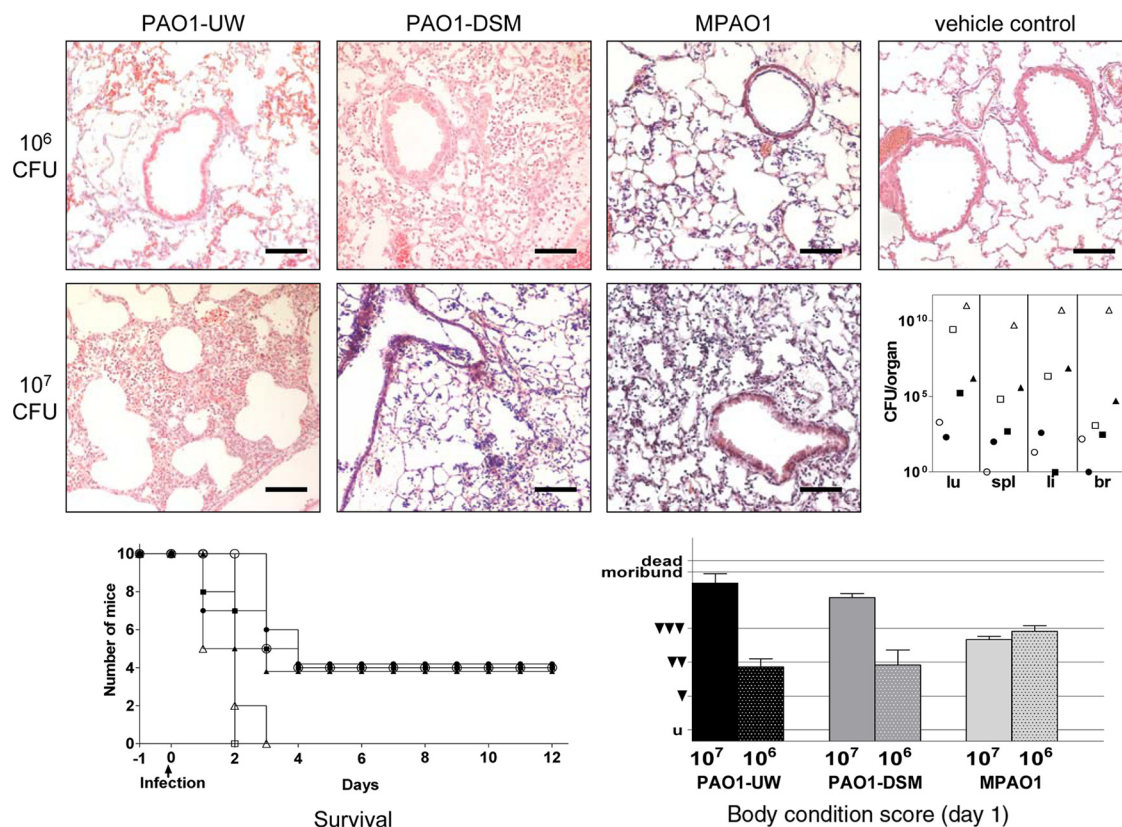 PAO1-UW PAO1-DSM MPAO1 vehicle control
10⁶
CFU
10⁷
CFU
CFU/organ
10¹⁰
10⁵
10⁰
lu spl li br
Number of mice
10
8
6
4
2
0
-1 0 2 4 6 8 10 12
Infection Days
Survival
dead
moribund
▼▼▼
▼▼
▼
u
10⁷ 10⁶ 10⁷ 10⁶ 10⁷ 10⁶
PAO1-UW PAO1-DSM MPAO1
Body condition score (day 1)